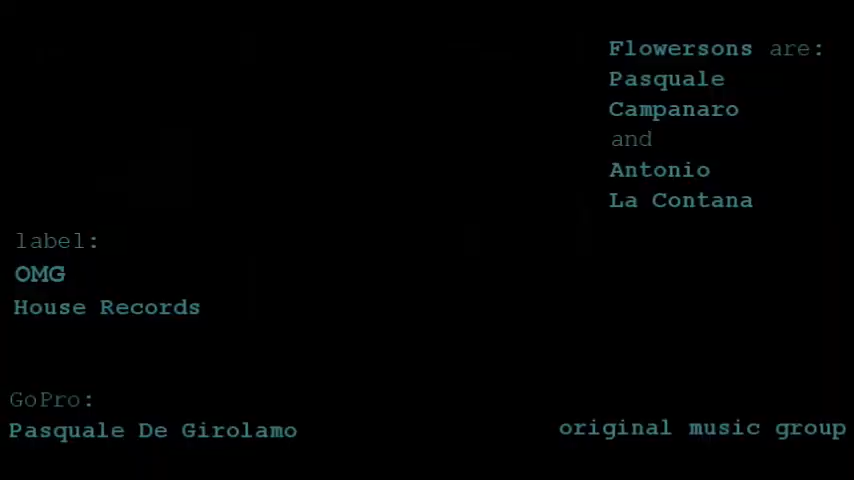 Flowersons are:
Pasquale
Campanaro
and
Antonio
La Contana
label:
OMG
House Records
GoPro:
Pasquale De Girolamo
original music group